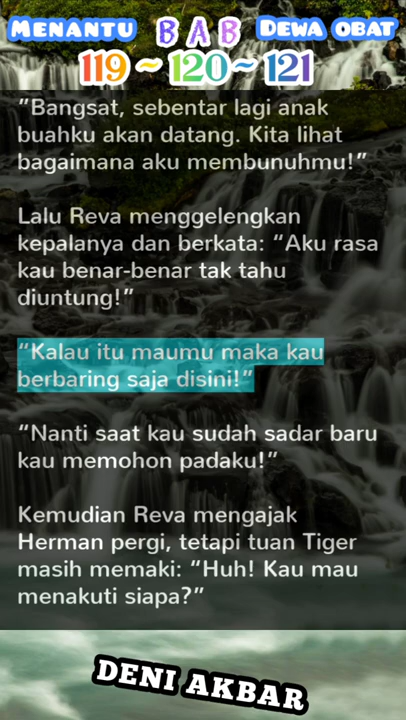 MENANTU BAB DEWA OBAT
119 ~ 120 ~ 121
"Bangsat, sebentar lagi anak
buahku akan datang. Kita lihat
bagaimana aku membunuhmu!"
Lalu Reva menggelengkan
kepalanya dan berkata: "Aku rasa
kau benar-benar tak tahu
diuntung!"
"Kalau itu maumu maka kau
berbaring saja disini!"
"Nanti saat kau sudah sadar baru
kau memohon padaku!"
Kemudian Reva mengajak
Herman pergi, tetapi tuan Tiger
masih memaki: "Huh! Kau mau
menakuti siapa?"
DENI AKBAR